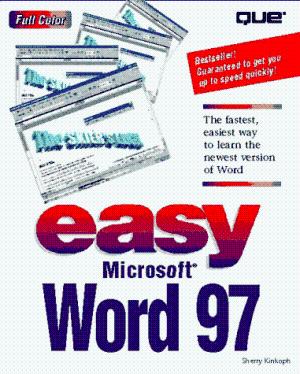 Full Color
que®
Bestseller!
Guaranteed to get you
up to speed quickly!
The fastest,
easiest way
to learn the
newest version
of Word
easy
Microsoft®
Word 97
Sherry Kinkoph